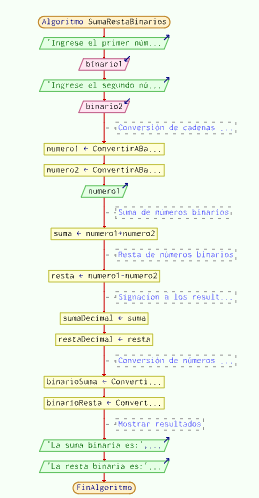 Algoritmo SumaRestaBinarios
'Ingrese el primer núm...
binario1
'Ingrese el segundo nú...
binario2
Conversión de cadenas ...
numero1 ← ConvertirABa...
numero2 ← ConvertirABa...
numero1
Suma de números binarios
suma ← numero1+numero2
Resta de números binarios
resta ← numero1-numero2
Signacion a los result...
sumaDecimal ← suma
restaDecimal ← resta
Conversión de números ...
binarioSuma ← Converti...
binarioResta ← Convert...
Mostrar resultados
'La suma binaria es:',...
'La resta binaria es:'...
FinAlgoritmo